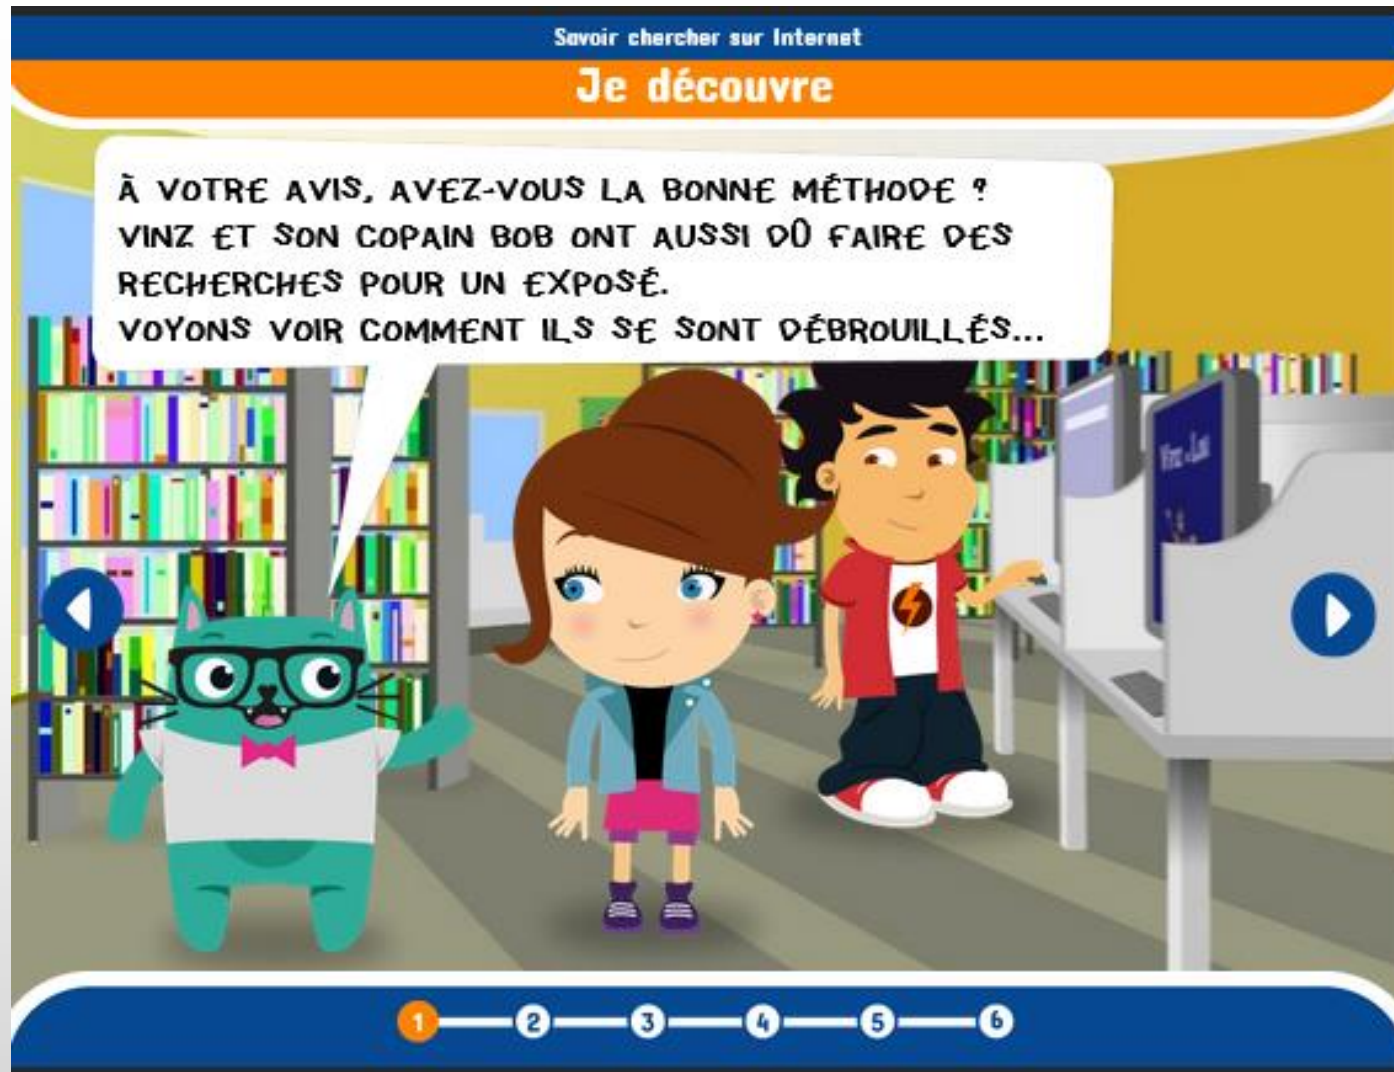 Savoir chercher sur Internet
Je découvre
À VOTRE AVIS, AVEZ-VOUS LA BONNE MÉTHODE ?
VINZ ET SON COPAIN BOB ONT AUSSI DÛ FAIRE DES
RECHERCHES POUR UN EXPOSÉ.
VOYONS VOIR COMMENT ILS SE SONT DÉBROUILLÉS...
Vinz
Lou
1 2 3 4 5 6